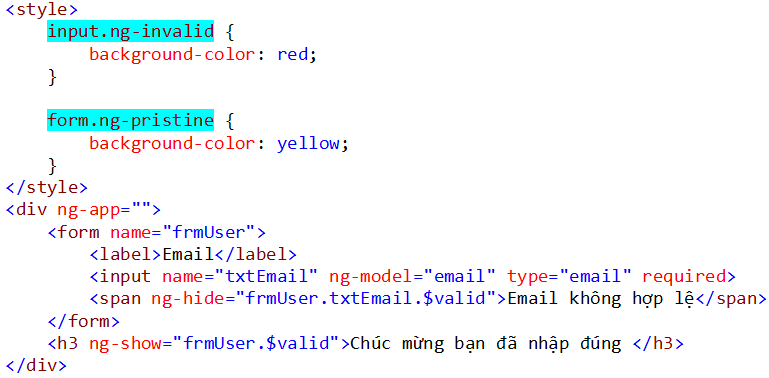 <style>
    input.ng-invalid {
        background-color: red;
    }

    form.ng-pristine {
        background-color: yellow;
    }
</style>
<div ng-app="">
    <form name="frmUser">
        <label>Email</label>
        <input name="txtEmail" ng-model="email" type="email" required>
        <span ng-hide="frmUser.txtEmail.$valid">Email không hợp lệ</span>
    </form>
    <h3 ng-show="frmUser.$valid">Chúc mừng bạn đã nhập đúng </h3>
</div>